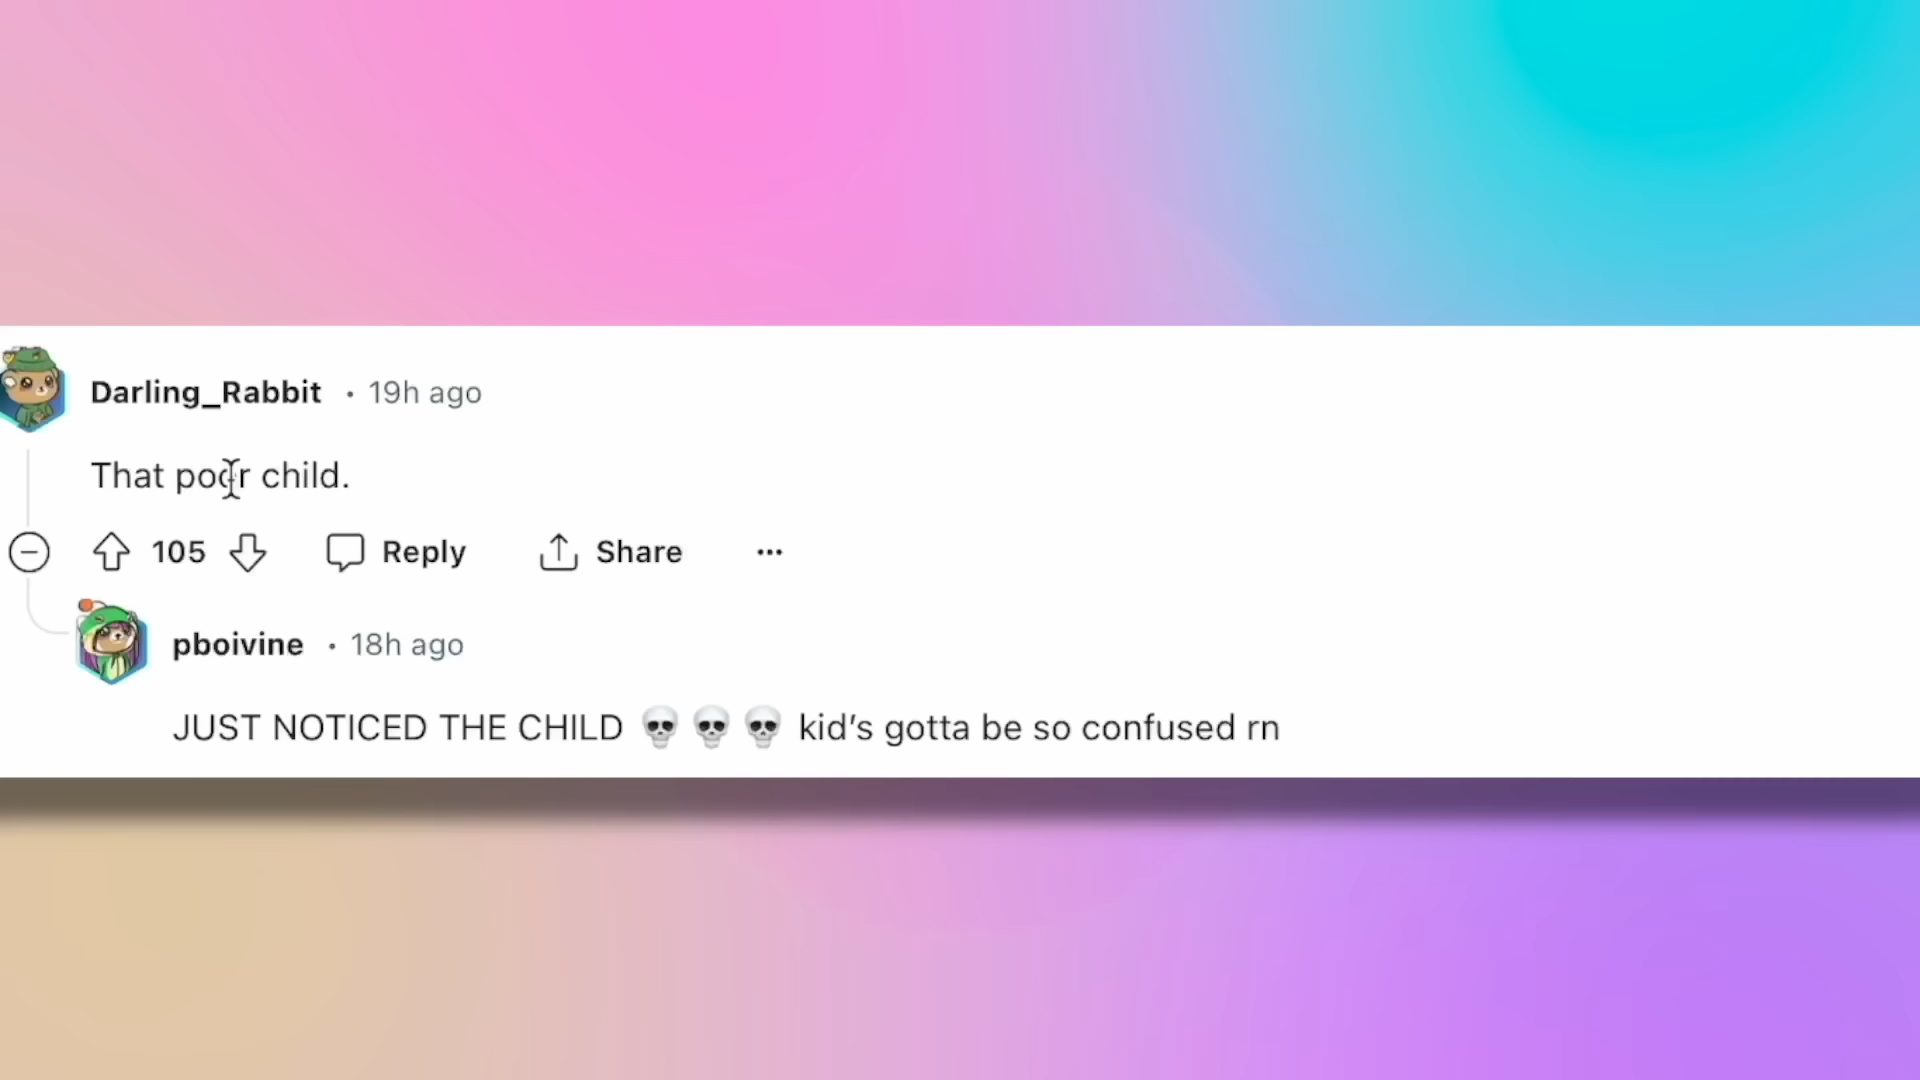 Darling_Rabbit • 19h ago
That poor child.
105 Reply Share ...
pboivine • 18h ago
JUST NOTICED THE CHILD 💀💀💀 kid's gotta be so confused rn